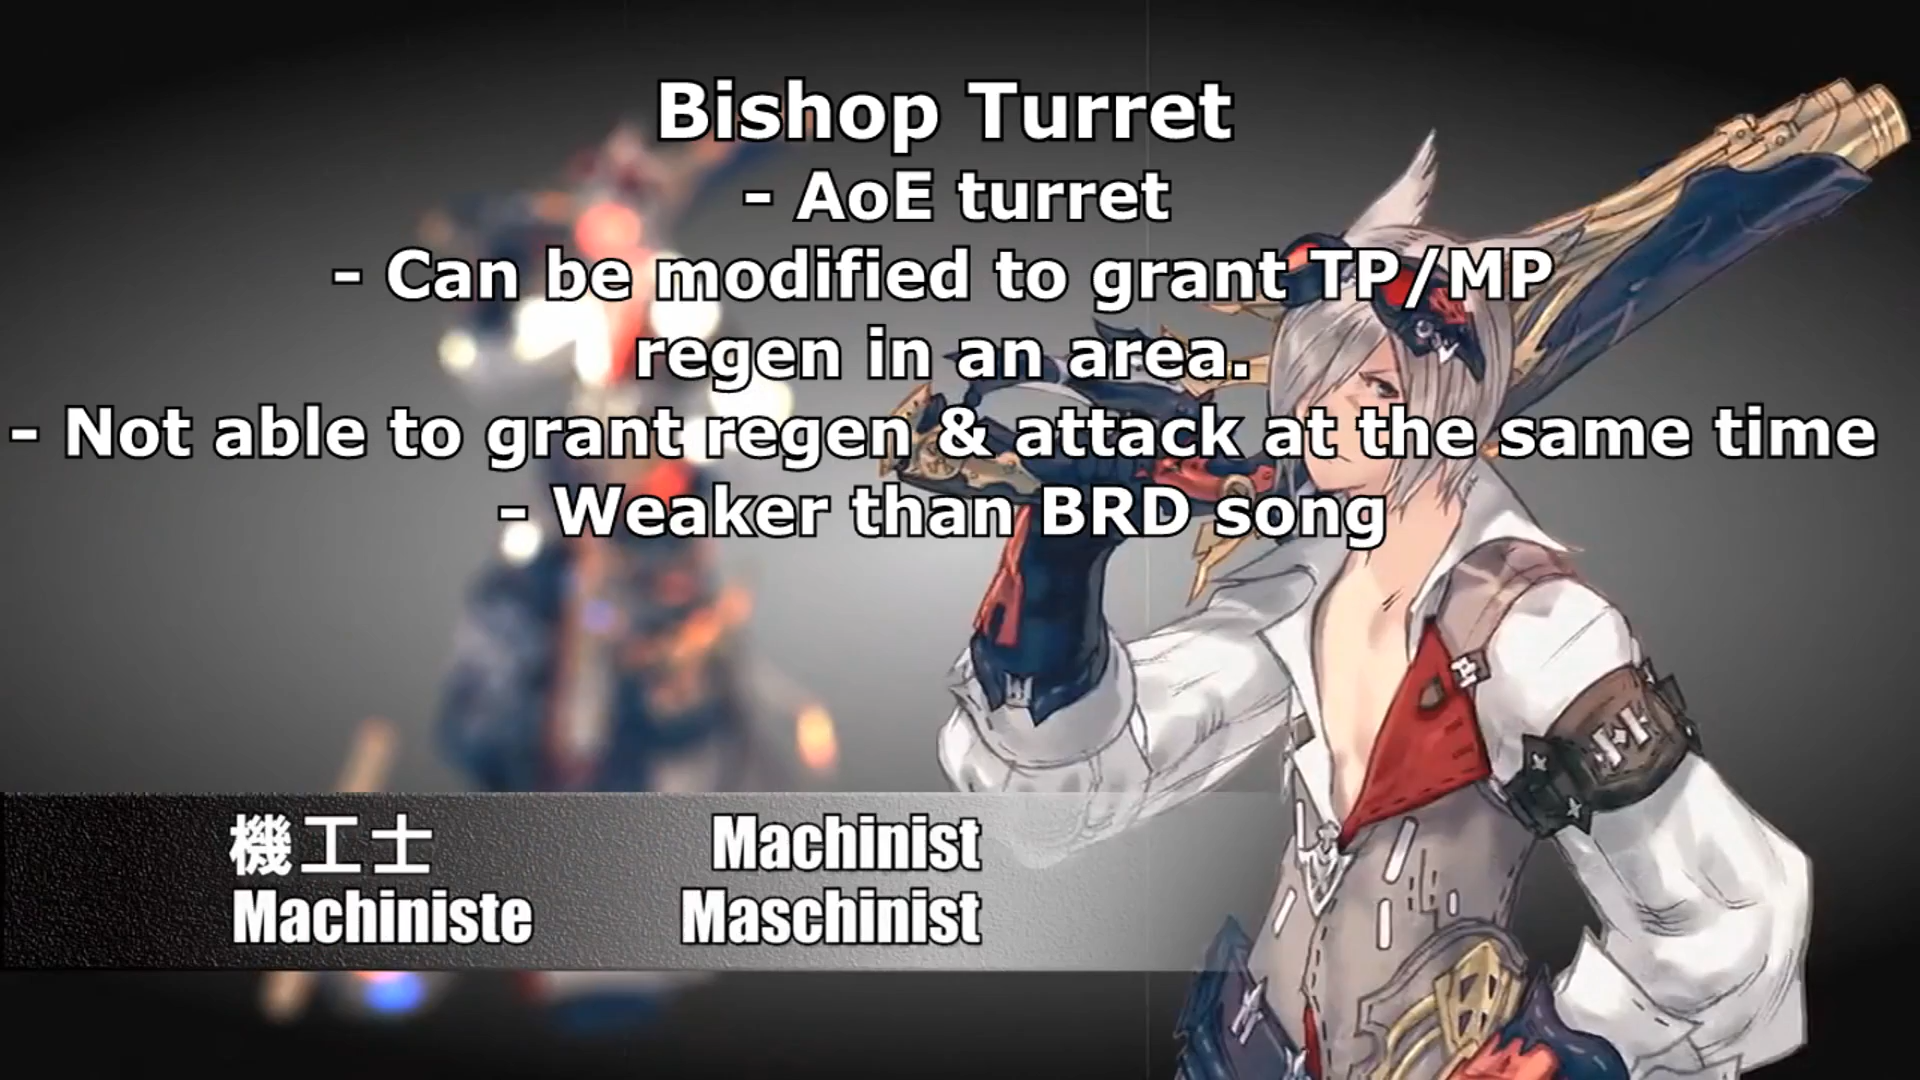 Bishop Turret
- AoE turret
- Can be modified to grant TP/MP
regen in an area.
- Not able to grant regen & attack at the same time
- Weaker than BRD song
機工士 Machinist
Machiniste Maschinist